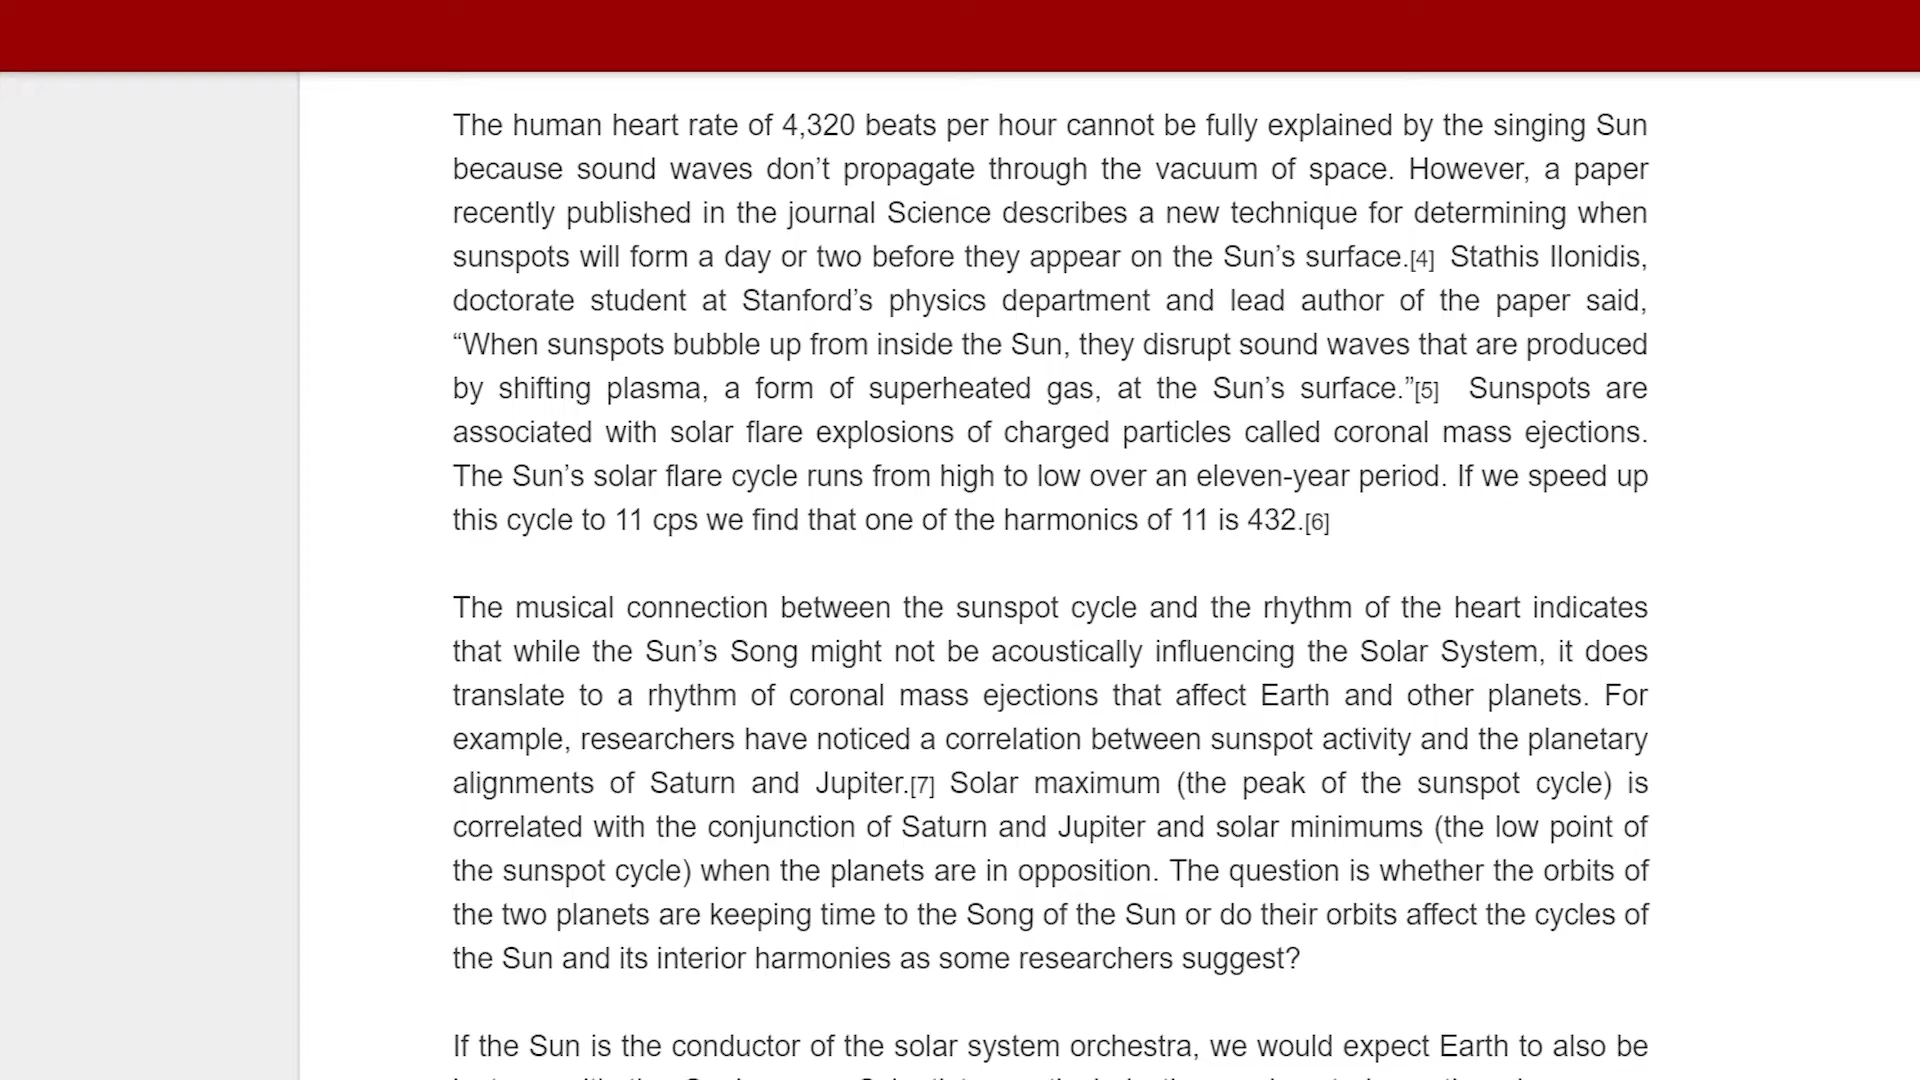 The human heart rate of 4,320 beats per hour cannot be fully explained by the singing Sun
because sound waves don’t propagate through the vacuum of space. However, a paper
recently published in the journal Science describes a new technique for determining when
sunspots will form a day or two before they appear on the Sun’s surface.[4] Stathis Ilonidis,
doctorate student at Stanford’s physics department and lead author of the paper said,
“When sunspots bubble up from inside the Sun, they disrupt sound waves that are produced
by shifting plasma, a form of superheated gas, at the Sun’s surface.”[5] Sunspots are
associated with solar flare explosions of charged particles called coronal mass ejections.
The Sun’s solar flare cycle runs from high to low over an eleven-year period. If we speed up
this cycle to 11 cps we find that one of the harmonics of 11 is 432.[6]
The musical connection between the sunspot cycle and the rhythm of the heart indicates
that while the Sun’s Song might not be acoustically influencing the Solar System, it does
translate to a rhythm of coronal mass ejections that affect Earth and other planets. For
example, researchers have noticed a correlation between sunspot activity and the planetary
alignments of Saturn and Jupiter.[7] Solar maximum (the peak of the sunspot cycle) is
correlated with the conjunction of Saturn and Jupiter and solar minimums (the low point of
the sunspot cycle) when the planets are in opposition. The question is whether the orbits of
the two planets are keeping time to the Song of the Sun or do their orbits affect the cycles of
the Sun and its interior harmonies as some researchers suggest?
If the Sun is the conductor of the solar system orchestra, we would expect Earth to also be